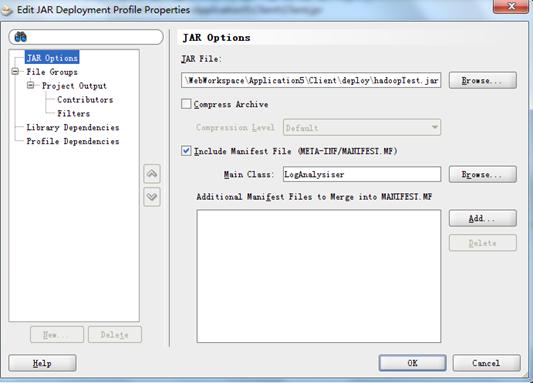 Edit JAR Deployment Profile Properties
JAR Options
File Groups
Project Output
Contributors
Filters
Library Dependencies
Profile Dependencies
New...
Delete
JAR Options
JAR File:
\WebWorkspace\Application5\Client\deploy\hadoopTest.jar
Browse...
Compress Archive
Compression Level
Default
Include Manifest File (META-INF/MANIFEST.MF)
Main Class:
LogAnalysiser
Browse...
Additional Manifest Files to Merge into MANIFEST.MF
Add...
Delete
Help
OK
Cancel